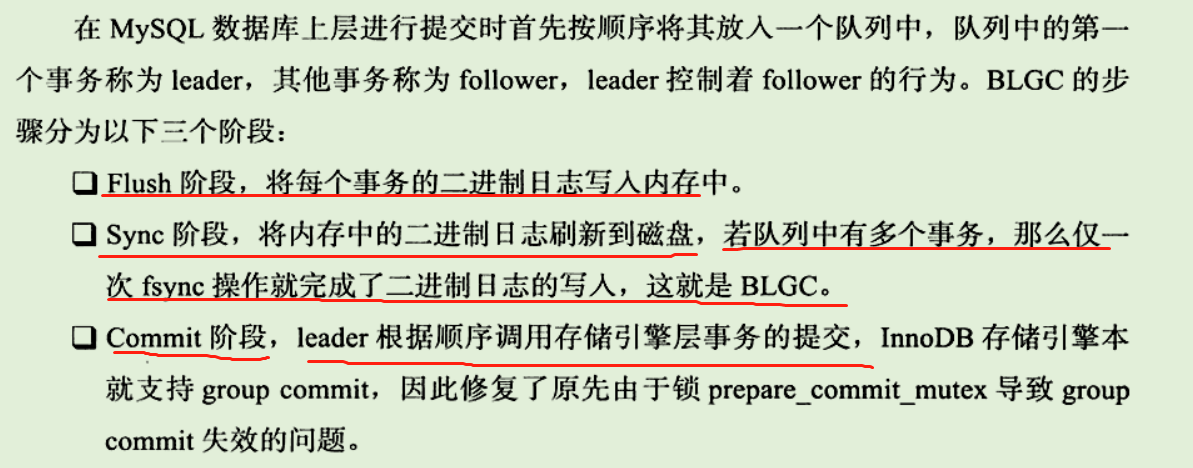 在 MySQL 数据库上层进行提交时首先按顺序将其放入一个队列中，队列中的第一
个事务称为 leader，其他事务称为 follower，leader 控制着 follower 的行为。BLGC 的步
骤分为以下三个阶段：
❑ Flush 阶段，将每个事务的二进制日志写入内存中。
❑ Sync 阶段，将内存中的二进制日志刷新到磁盘，若队列中有多个事务，那么仅一
次 fsync 操作就完成了二进制日志的写入，这就是 BLGC。
❑ Commit 阶段，leader 根据顺序调用存储引擎层事务的提交，InnoDB 存储引擎本
就支持 group commit，因此修复了原先由于锁 prepare_commit_mutex 导致 group
commit 失效的问题。